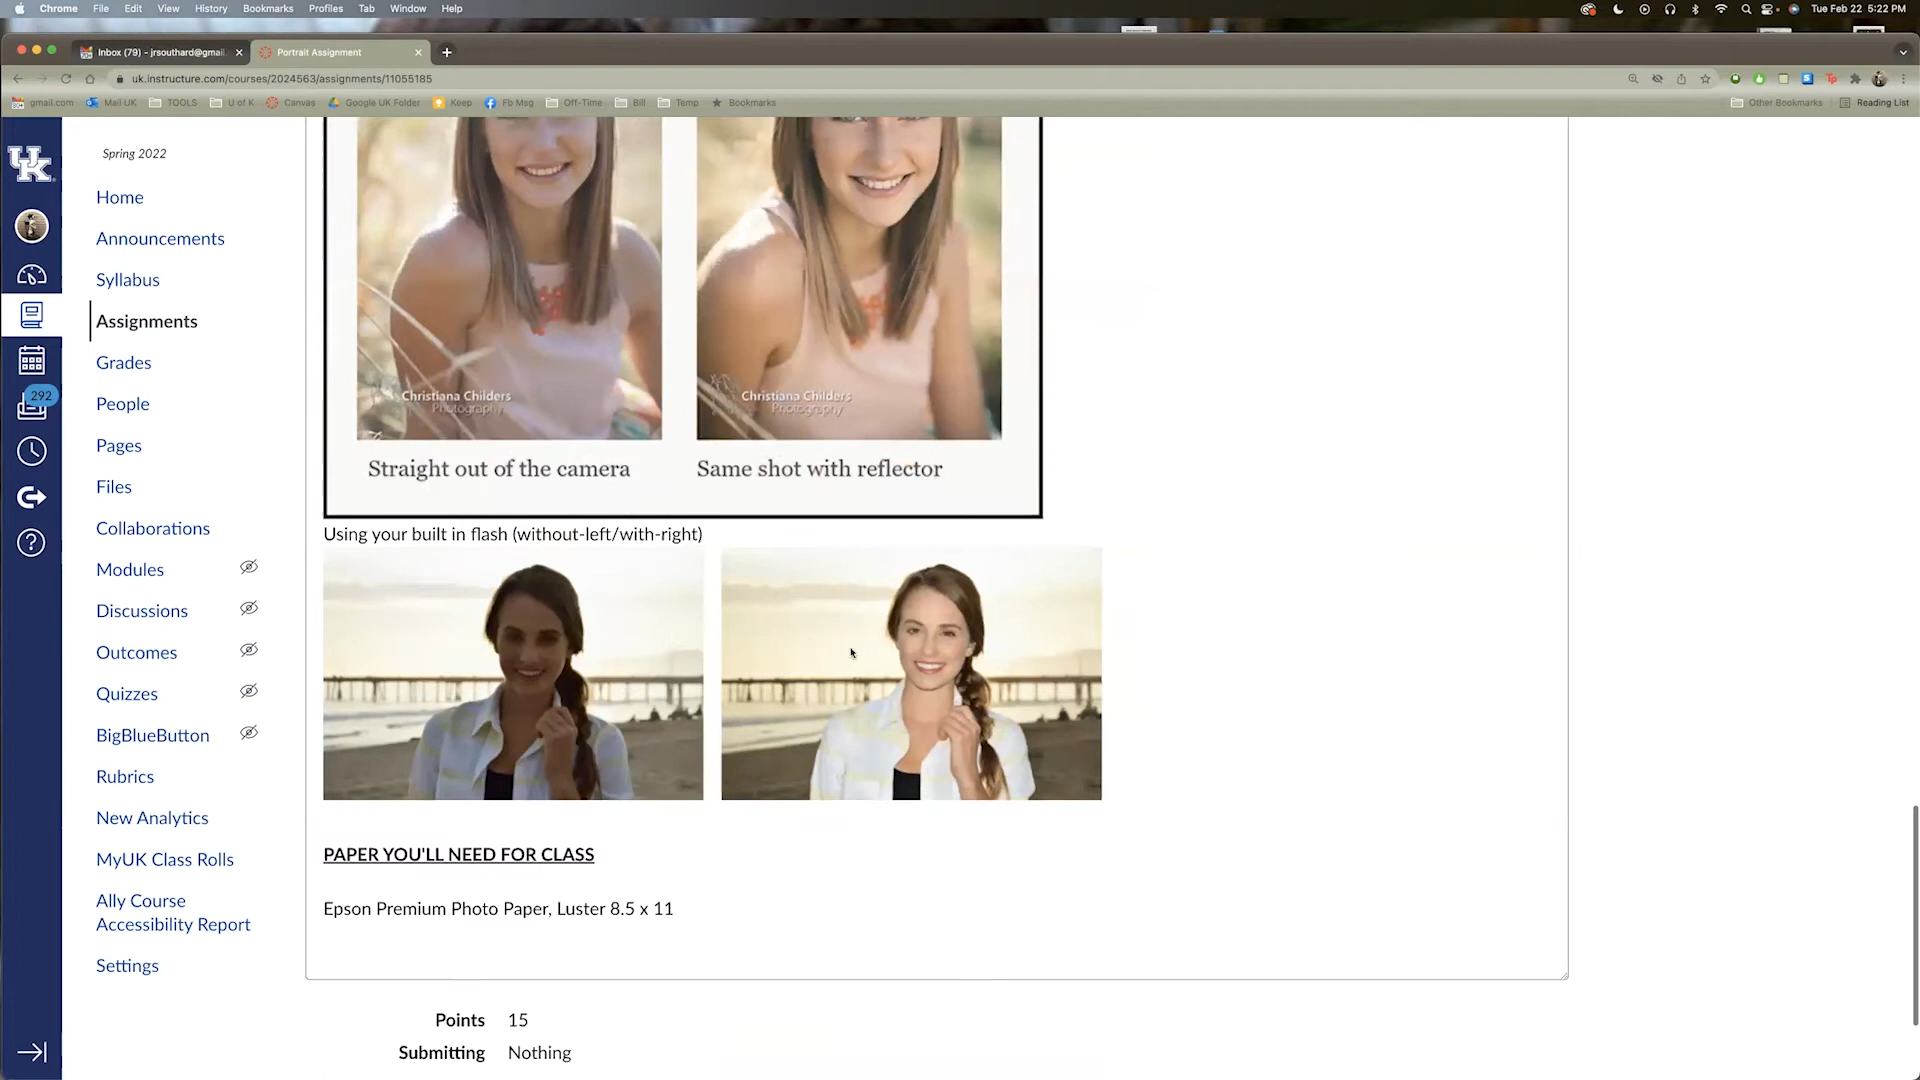 Chrome File Edit View History Bookmarks Profiles Tab Window Help
Tue Feb 22 5:22 PM
Inbox (79) - jrsouthard@gmail
Portrait Assignment
uk.instructure.com/courses/2024563/assignments/11055185
gmail.com Mail UK TOOLS U of K Canvas Google UK Folder Keep Fb Msg Off-Time Bill Temp Bookmarks
Other Bookmarks Reading List
UK
Spring 2022
Home
Announcements
Syllabus
Assignments
Grades
292
People
Pages
Files
Collaborations
Modules
Discussions
Outcomes
Quizzes
BigBlueButton
Rubrics
New Analytics
MyUK Class Rolls
Ally Course
Accessibility Report
Settings
Christiana Childers
Photography
Christiana Childers
Photography
Straight out of the camera
Same shot with reflector
Using your built in flash (without-left/with-right)
PAPER YOU'LL NEED FOR CLASS
Epson Premium Photo Paper, Luster 8.5 x 11
Points 15
Submitting Nothing